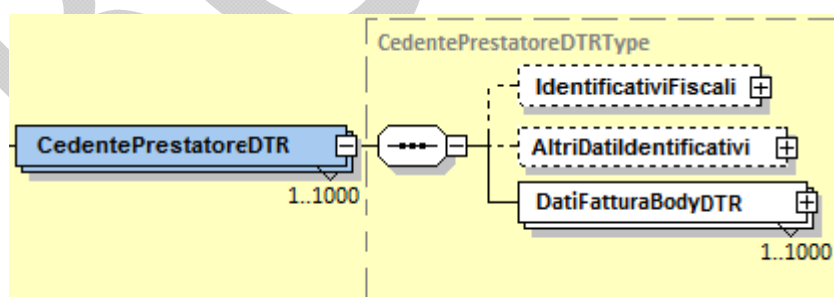 CedentePrestatoreDTRType
IdentificativiFiscali
CedentePrestatoreDTR
AltriDatiIdentificativi
1..1000
DatiFatturaBodyDTR
1..1000